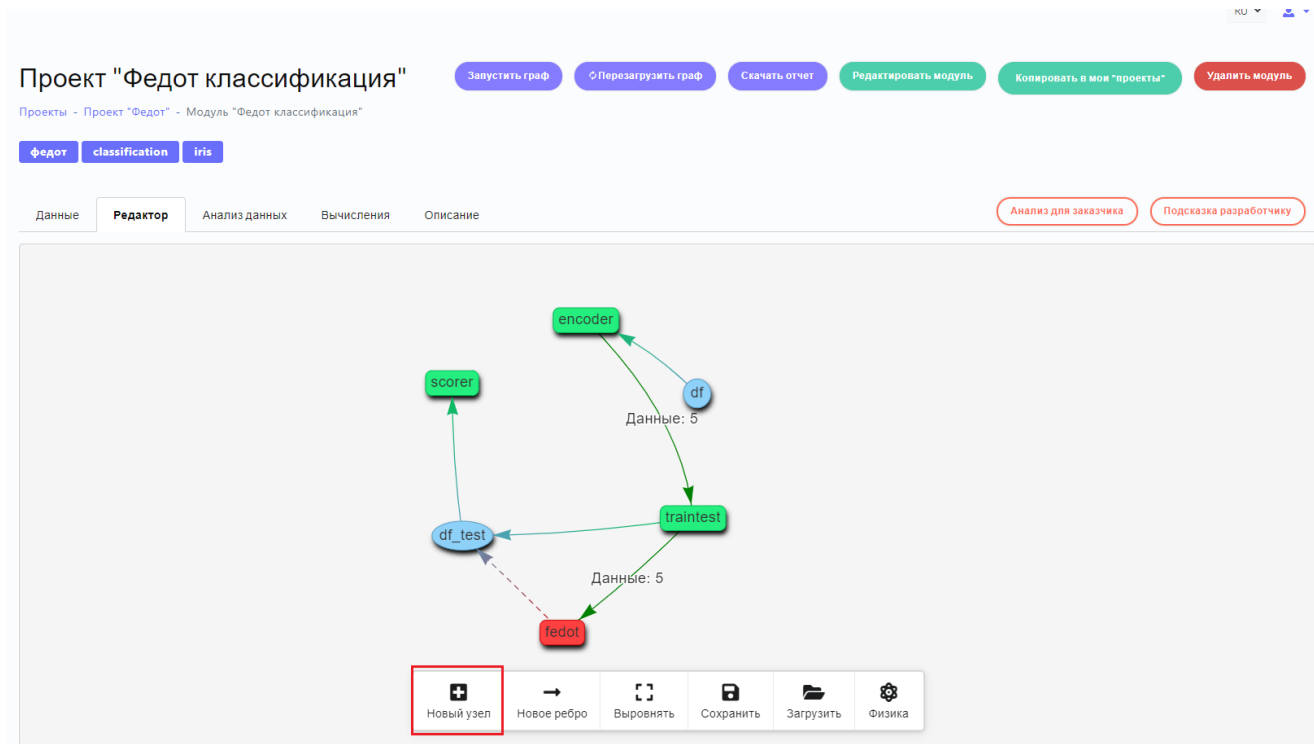 RU
Проект "Федот классификация"
Запустить граф
Перезагрузить граф
Скачать отчет
Редактировать модуль
Копировать в мои "проекты"
Удалить модуль
Проекты - Проект "Федот" - Модуль "Федот классификация"
федот
classification
iris
Данные
Редактор
Анализ данных
Вычисления
Описание
Анализ для заказчика
Подсказка разработчику
encoder
scorer
df
Данные: 5
traintest
df_test
Данные: 5
fedot
Новый узел
Новое ребро
Выровнять
Сохранить
Загрузить
Физика